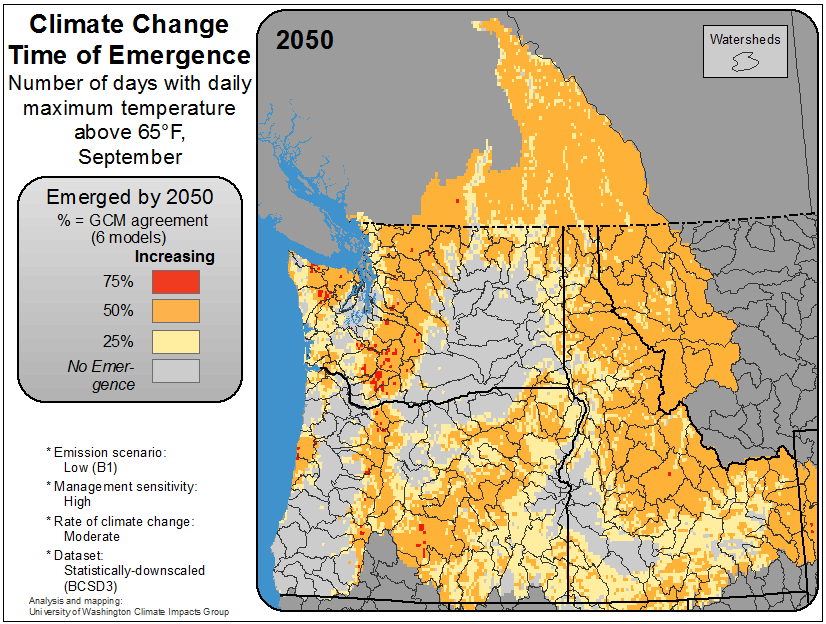 Climate Change
Time of Emergence
Number of days with daily
maximum temperature
above 65°F,
September
Emerged by 2050
% = GCM agreement
(6 models)
Increasing
75%
50%
25%
No Emer-
gence
* Emission scenario:
Low (B1)
* Management sensitivity:
High
* Rate of climate change:
Moderate
* Dataset:
Statistically-downscaled
(BCSD3)
Analysis and mapping:
University of Washington Climate Impacts Group
2050
Watersheds